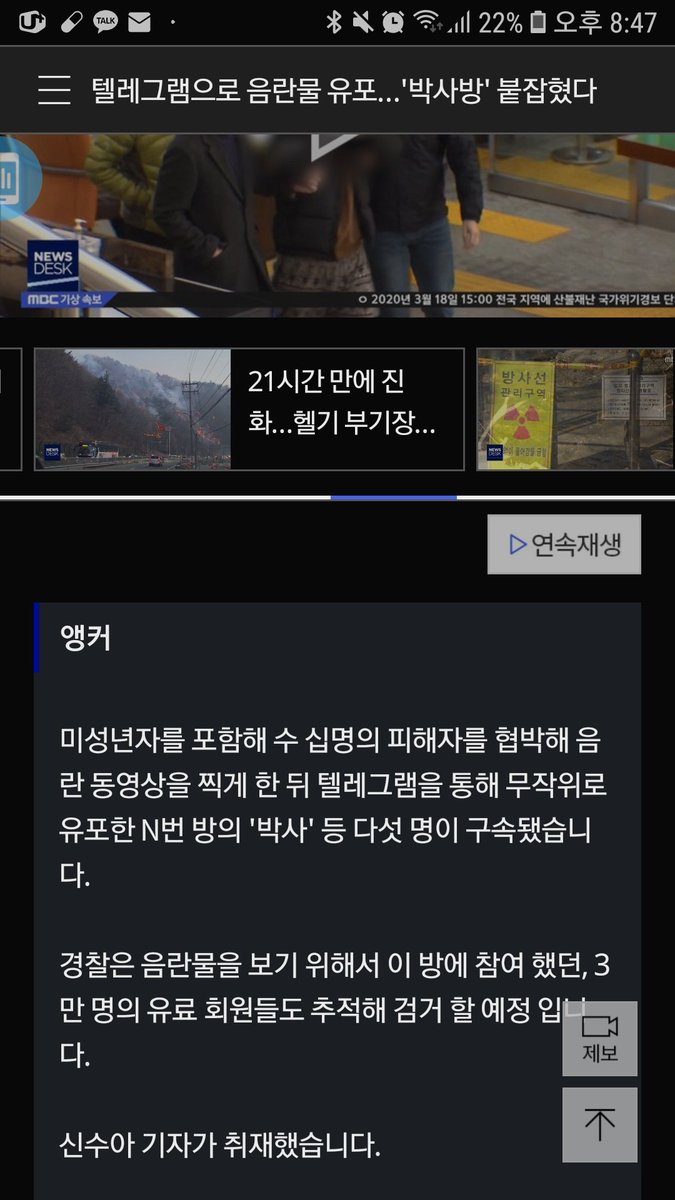 TALK
22%
오후 8:47
텔레그램으로 음란물 유포...'박사방' 붙잡혔다
NEWS
DESK
MBC 기상 속보
2020년 3월 18일 15:00 전국 지역에 산불재난 국가위기경보
21시간 만에 진
화...헬기 부기장...
방사선
관리구역
NEWS
DESK
NEWS
DESK
연속재생
앵커
미성년자를 포함해 수 십명의 피해자를 협박해 음
란 동영상을 찍게 한 뒤 텔레그램을 통해 무작위로
유포한 N번 방의 '박사' 등 다섯 명이 구속됐습니
다.
경찰은 음란물을 보기 위해서 이 방에 참여 했던, 3
만 명의 유료 회원들도 추적해 검거 할 예정 입니
다.
제보
신수아 기자가 취재했습니다.